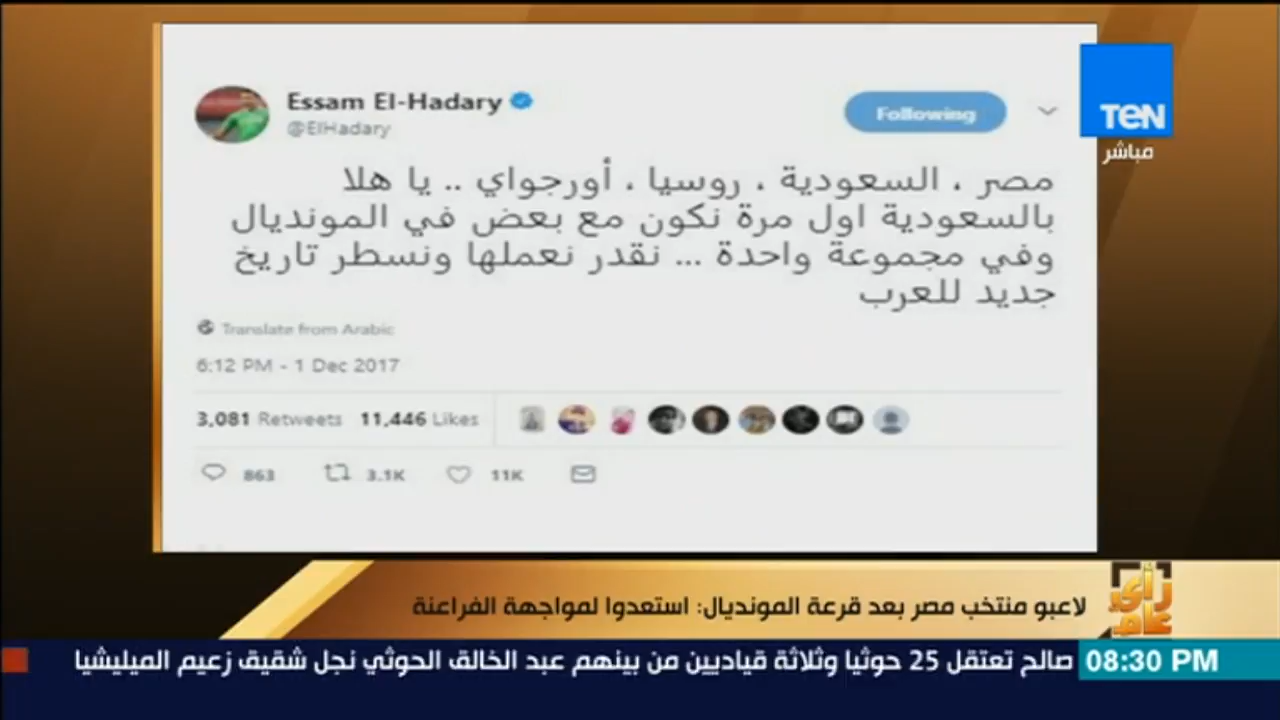 Essam El-Hadary
@ElHadary
Following
TEN
مباشر
مصر ، السعودية ، روسيا ، أورجواي .. يا هلا
بالسعودية اول مرة نكون مع بعض في المونديال
وفي مجموعة واحدة ... نقدر نعملها ونسطر تاريخ
جديد للعرب
Translate from Arabic
6:12 PM - 1 Dec 2017
3,081 Retweets 11,446 Likes
863 3.1K 11K
رأي عام
لاعبو منتخب مصر بعد قرعة المونديال: استعدوا لمواجهة الفراعنة
08:30 PM
صالح تعتقل 25 حوثيا وثلاثة قياديين من بينهم عبد الخالق الحوثي نجل شقيق زعيم الميليشيا